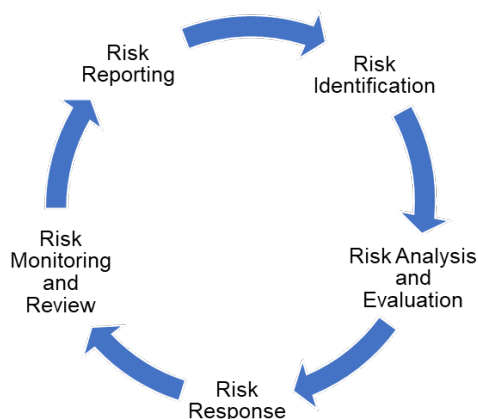 Risk
Reporting
Risk
Identification
Risk Analysis
and
Evaluation
Risk
Response
Risk
Monitoring
and
Review